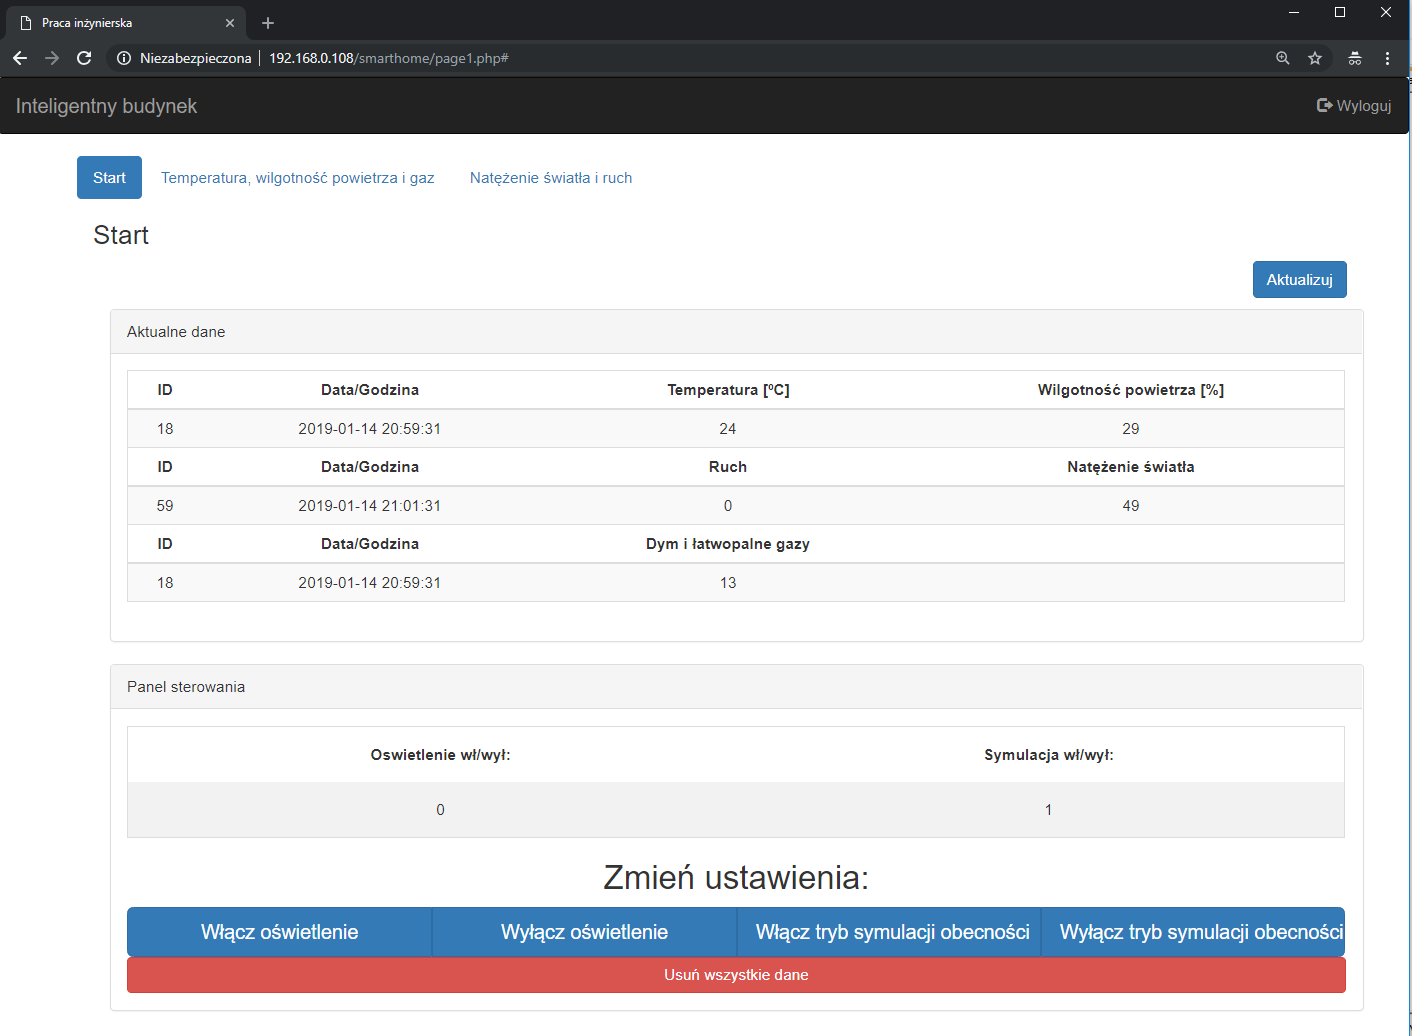 Praca inżynierska
Niezabezpieczona 192.168.0.108/smarthome/page1.php#
Inteligentny budynek Wyloguj
Start Temperatura, wilgotność powietrza i gaz Natężenie światła i ruch
Start
Aktualizuj
Aktualne dane
ID Data/Godzina Temperatura [ºC] Wilgotność powietrza [%]
18 2019-01-14 20:59:31 24 29
ID Data/Godzina Ruch Natężenie światła
59 2019-01-14 21:01:31 0 49
ID Data/Godzina Dym i łatwopalne gazy
18 2019-01-14 20:59:31 13
Panel sterowania
Oswietlenie wł/wył: Symulacja wł/wył:
0 1
Zmień ustawienia:
Włącz oświetlenie Wyłącz oświetlenie Włącz tryb symulacji obecności Wyłącz tryb symulacji obecności
Usuń wszystkie dane